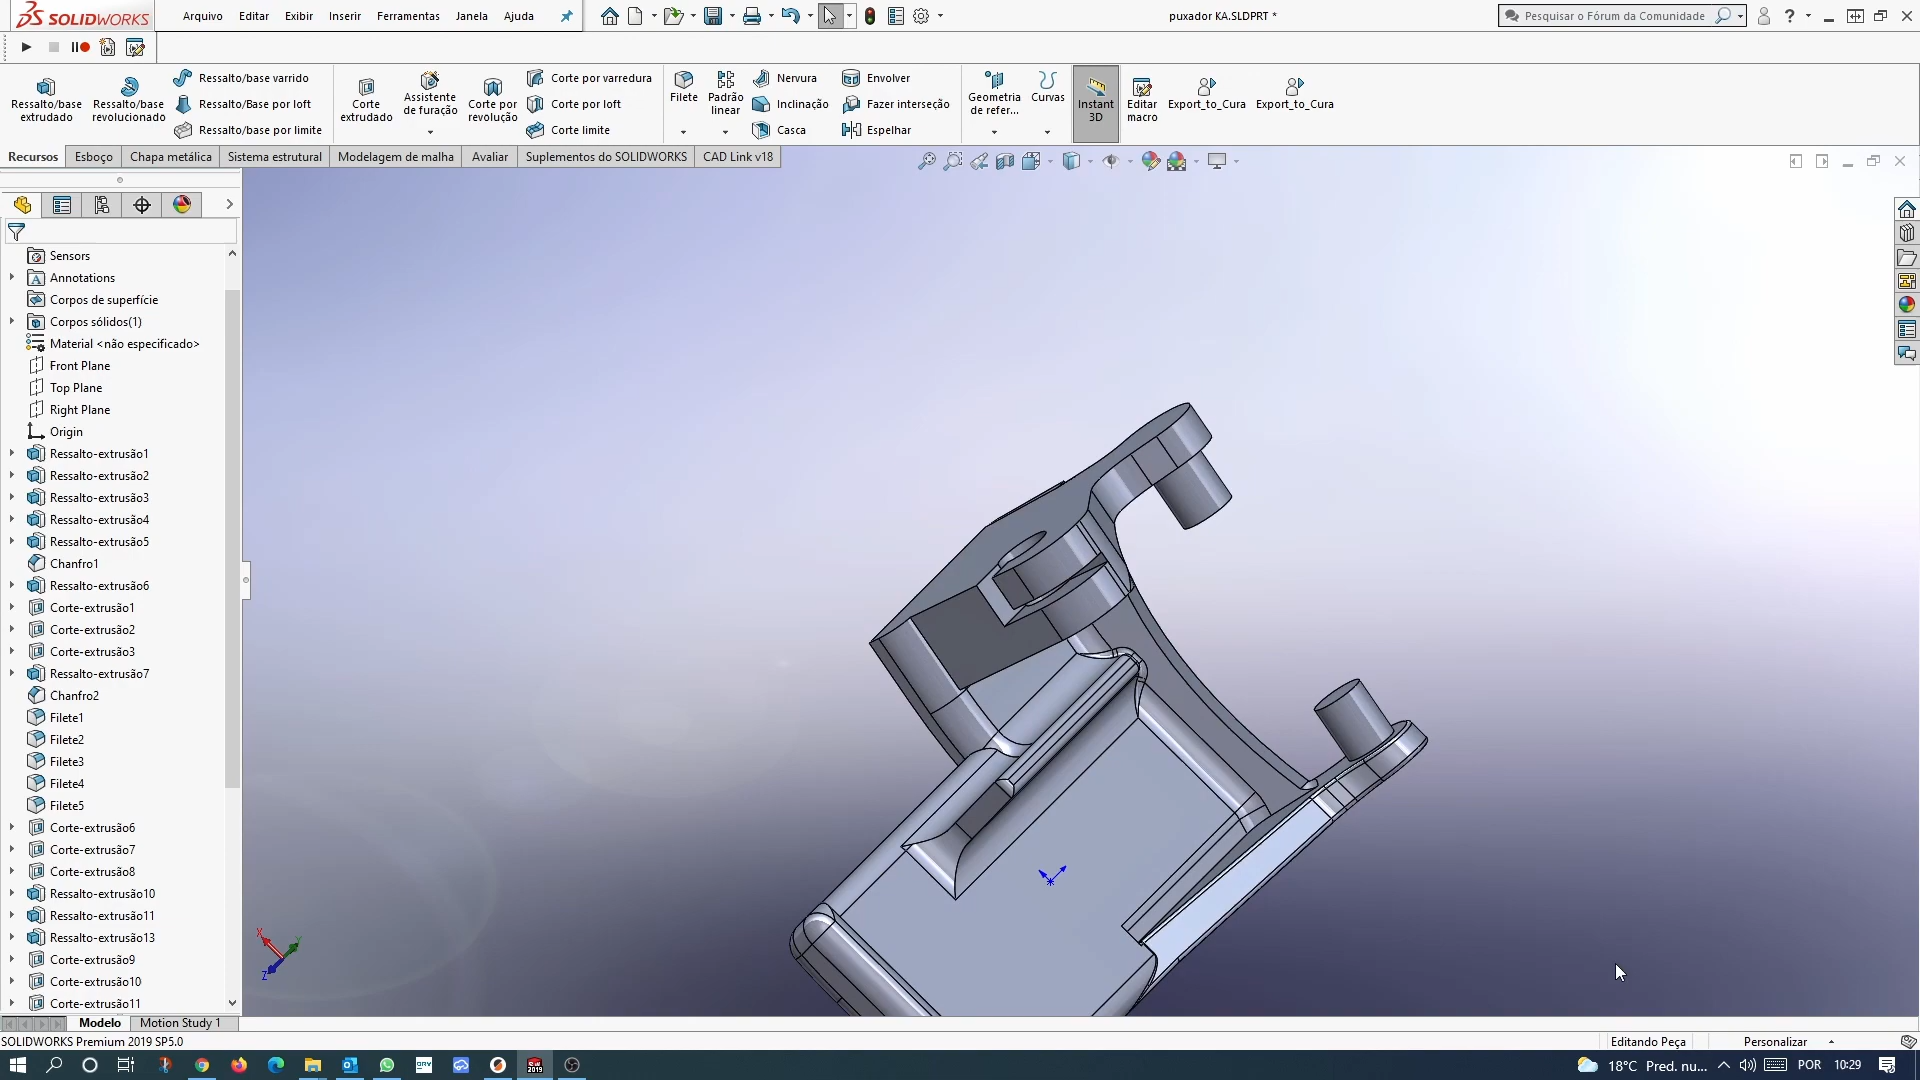 SOLIDWORKS
Arquivo Editar Exibir Inserir Ferramentas Janela Ajuda
puxador KA.SLDPRT *
Pesquisar o Fórum da Comunidade
Ressalto/base extrudado
Ressalto/base revolucionado
Ressalto/base varrido
Ressalto/Base por loft
Ressalto/base por limite
Corte extrudado
Assistente de furação
Corte por revolução
Corte por varredura
Corte por loft
Corte limite
Filete
Padrão linear
Nervura
Inclinação
Casca
Envolver
Fazer interseção
Espelhar
Geometria de refer...
Curvas
Instant 3D
Editar macro
Export_to_Cura
Export_to_Cura
Recursos Esboço Chapa metálica Sistema estrutural Modelagem de malha Avaliar Suplementos do SOLIDWORKS CAD Link v18
Sensors
Annotations
Corpos de superfície
Corpos sólidos(1)
Material <não especificado>
Front Plane
Top Plane
Right Plane
Origin
Ressalto-extrusão1
Ressalto-extrusão2
Ressalto-extrusão3
Ressalto-extrusão4
Ressalto-extrusão5
Chanfro1
Ressalto-extrusão6
Corte-extrusão1
Corte-extrusão2
Corte-extrusão3
Ressalto-extrusão7
Chanfro2
Filete1
Filete2
Filete3
Filete4
Filete5
Corte-extrusão6
Corte-extrusão7
Corte-extrusão8
Ressalto-extrusão10
Ressalto-extrusão11
Ressalto-extrusão13
Corte-extrusão9
Corte-extrusão10
Corte-extrusão11
X Y Z
Modelo Motion Study 1
SOLIDWORKS Premium 2019 SP5.0
Editando Peça
Personalizar
18°C Pred. nu...
POR 10:29